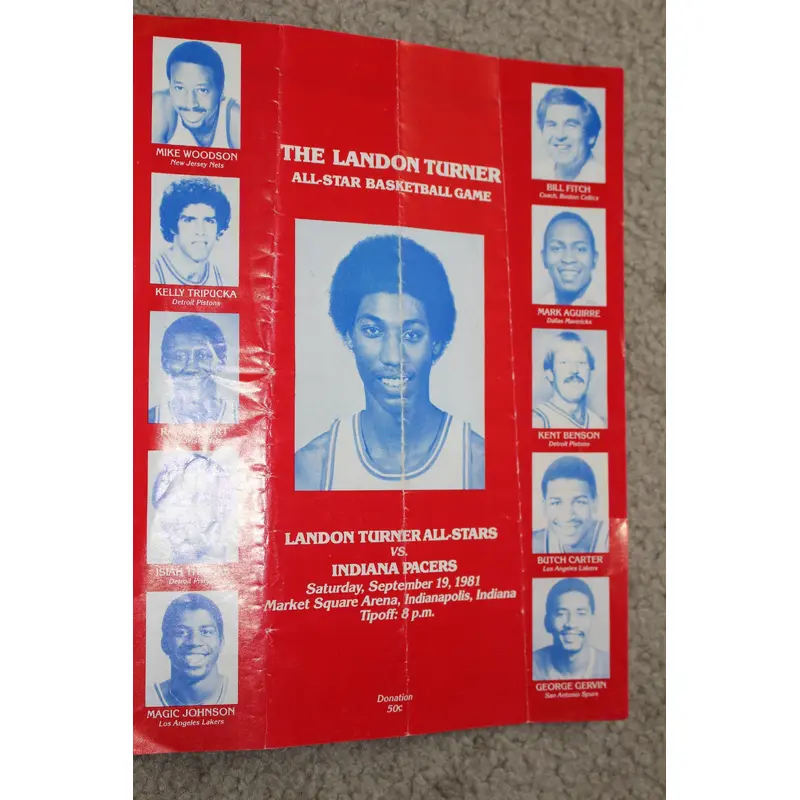 MIKE WOODSON
New Jersey Nets
KELLY TRIPUCKA
Detroit Pistons
ISIAH
Detroit
MAGIC JOHNSON
Los Angeles Lakers
THE LANDON TURNER
ALL-STAR BASKETBALL GAME
LANDON TURNER ALL-STARS
VS.
INDIANA PACERS
Saturday, September 19, 1981
Market Square Arena, Indianapolis, Indiana
Tipoff: 8 p.m.
Donation
50¢
BILL FITCH
Coach, Boston Celtics
MARK AGUIRRE
Dallas Mavericks
KENT BENSON
Detroit Pistons
BUTCH CARTER
Los Angeles Lakers
GEORGE GERVIN
San Antonio Spurs